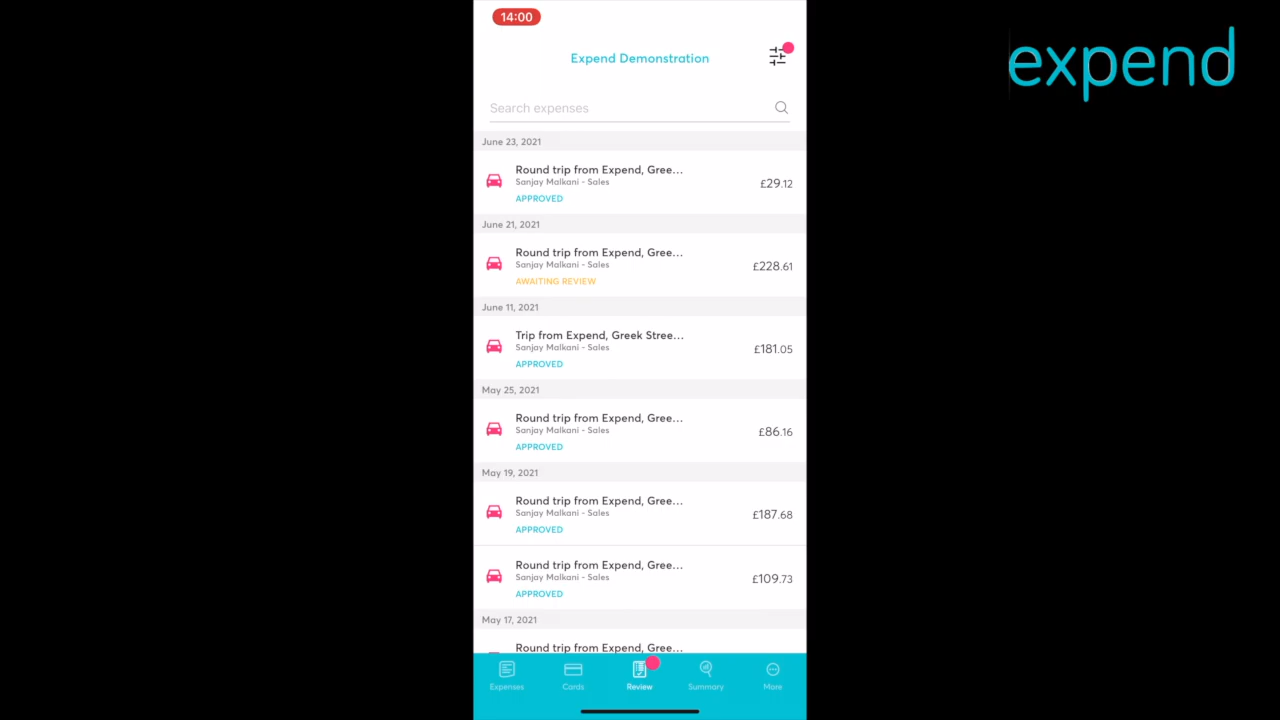 14:00
expend
Expend Demonstration
Search expenses
June 23, 2021
Round trip from Expend, Gree...
Sanjay Malkani - Sales
£29.12
APPROVED
June 21, 2021
Round trip from Expend, Gree...
Sanjay Malkani - Sales
£228.61
AWAITING REVIEW
June 11, 2021
Trip from Expend, Greek Stree...
Sanjay Malkani - Sales
£181.05
APPROVED
May 25, 2021
Round trip from Expend, Gree...
Sanjay Malkani - Sales
£86.16
APPROVED
May 19, 2021
Round trip from Expend, Gree...
Sanjay Malkani - Sales
£187.68
APPROVED
Round trip from Expend, Gree...
Sanjay Malkani - Sales
£109.73
APPROVED
May 17, 2021
Round trip from Expend, Gree...
Expenses
Cards
Review
Summary
More